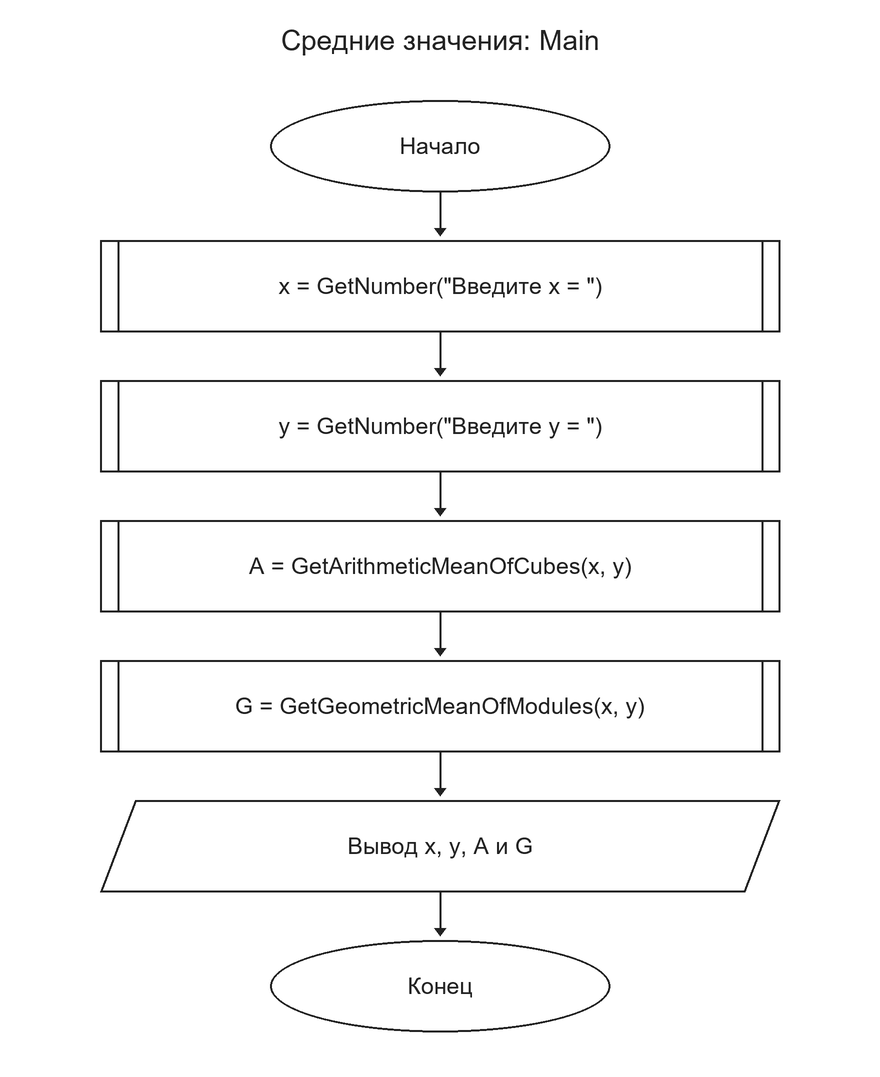 Средние значения: Main
Начало
x = GetNumber("Введите x = ")
y = GetNumber("Введите y = ")
A = GetArithmeticMeanOfCubes(x, y)
G = GetGeometricMeanOfModules(x, y)
Вывод x, y, A и G
Конец